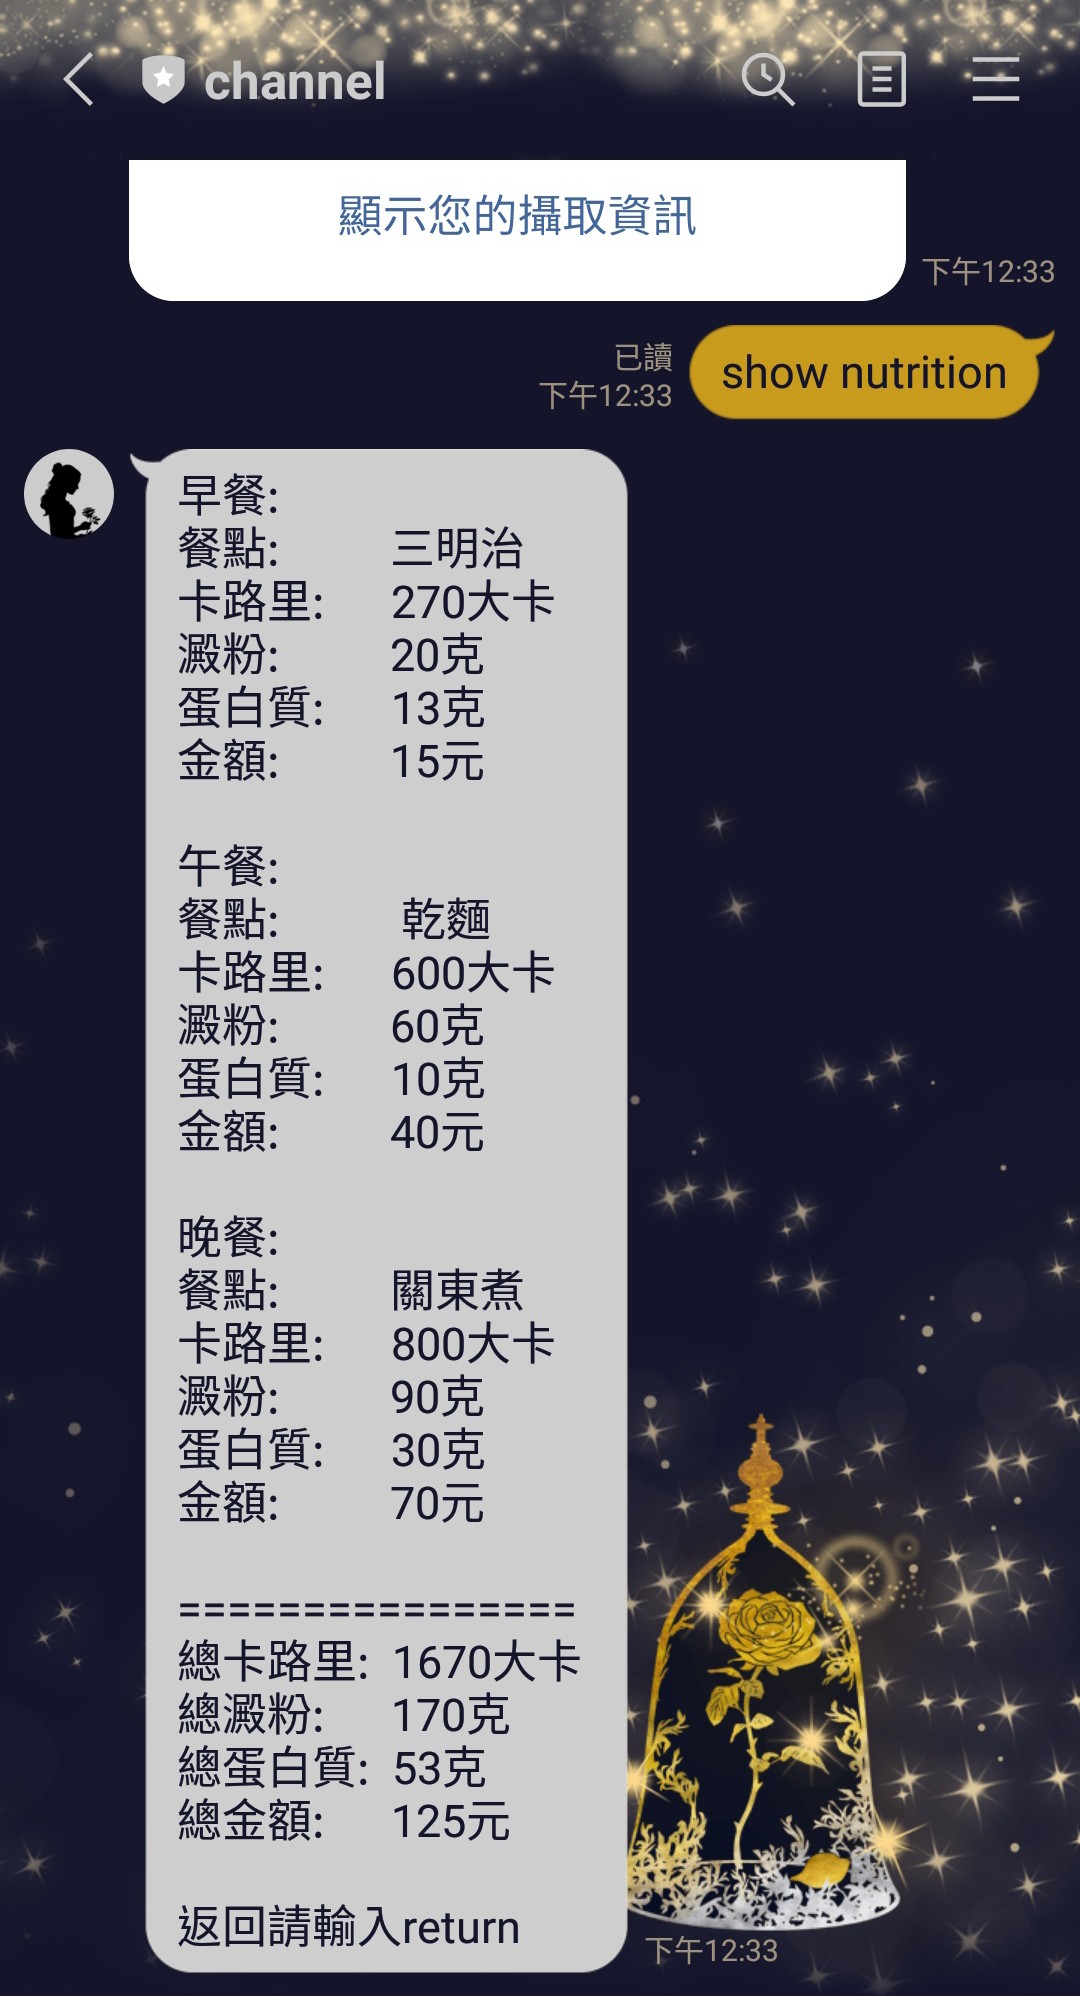 channel
顯示您的攝取資訊
下午12:33
已讀
下午12:33
show nutrition
早餐:
餐點: 三明治
卡路里: 270大卡
澱粉: 20克
蛋白質: 13克
金額: 15元
午餐:
餐點: 乾麵
卡路里: 600大卡
澱粉: 60克
蛋白質: 10克
金額: 40元
晚餐:
餐點: 關東煮
卡路里: 800大卡
澱粉: 90克
蛋白質: 30克
金額: 70元
================
總卡路里: 1670大卡
總澱粉: 170克
總蛋白質: 53克
總金額: 125元
返回請輸入return
下午12:33